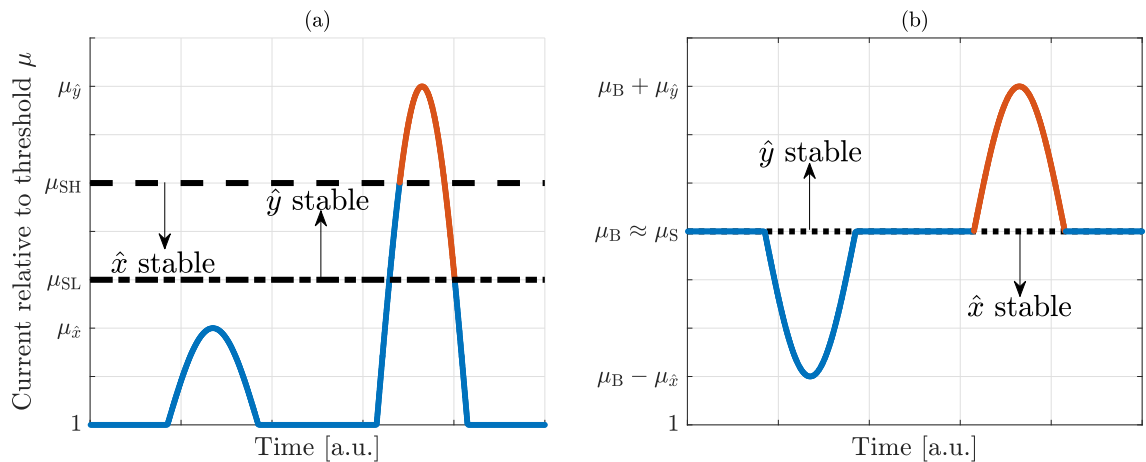 (a)
Current relative to threshold μ
μ_ŷ
μ_SH
μ_SL
μ_x̂
1
ŷ stable
x̂ stable
Time [a.u.]
(b)
μ_B + μ_ŷ
μ_B ≈ μ_S
μ_B − μ_x̂
1
ŷ stable
x̂ stable
Time [a.u.]